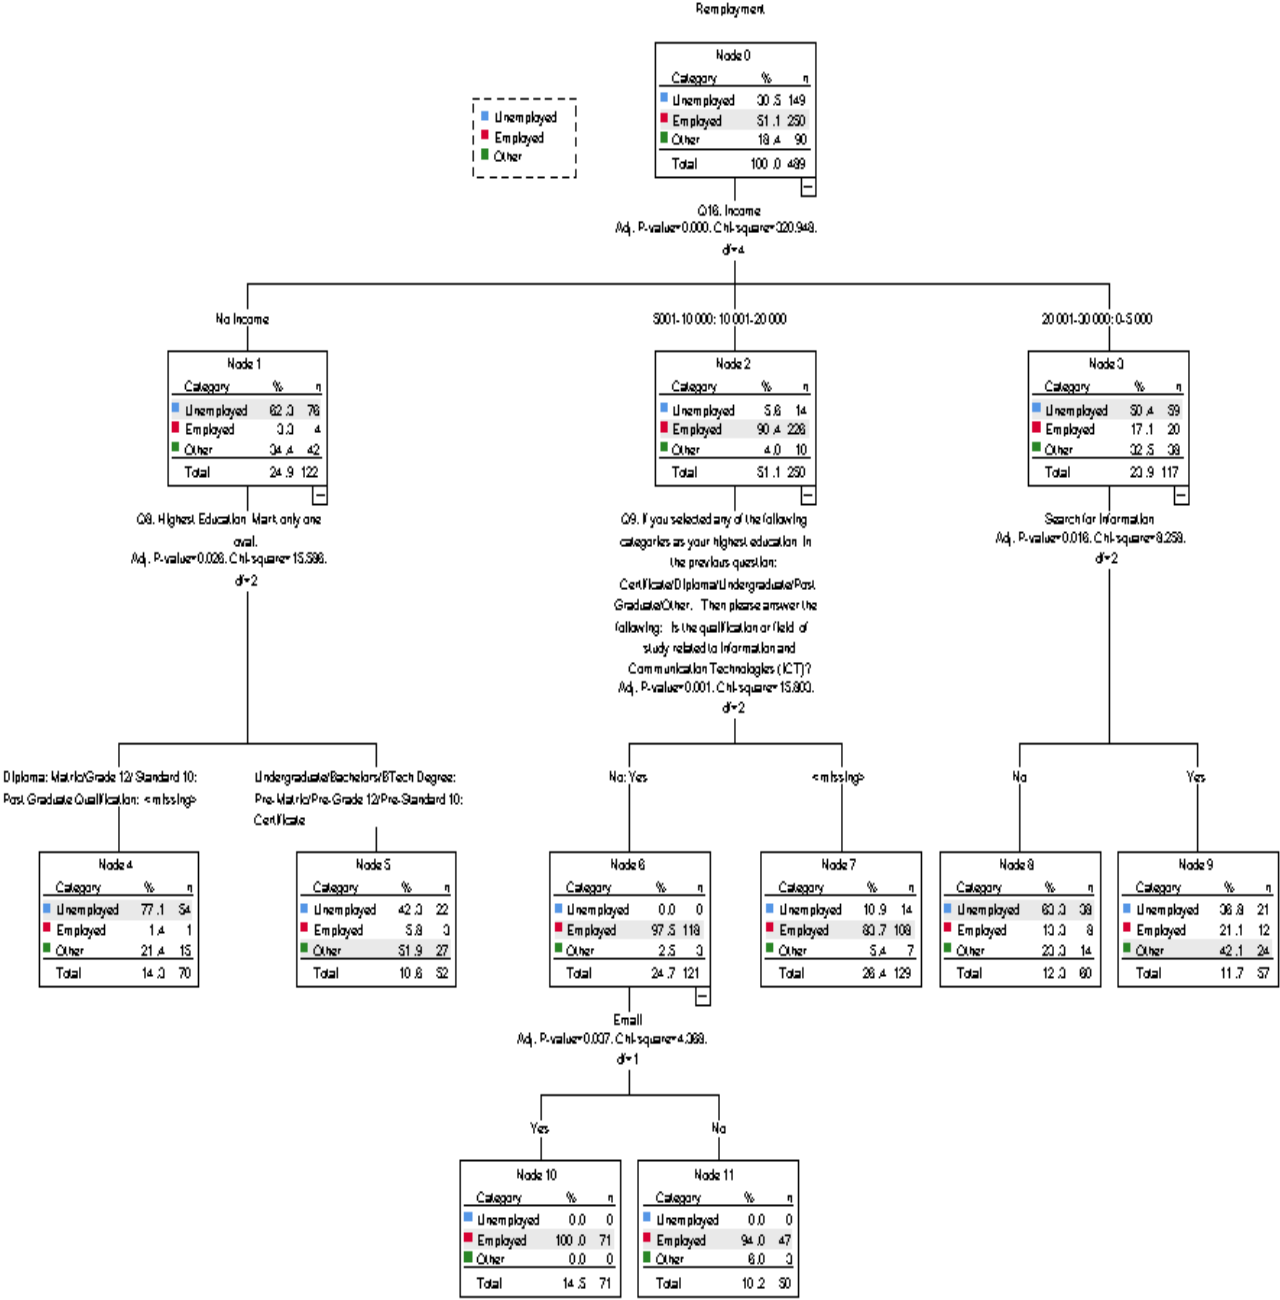 Remployment
Node 0
Category % n
Unemployed 30.5 149
Employed 51.1 250
Other 18.4 90
Total 100.0 489
Unemployed
Employed
Other
Q16. Income
Adj. P-value=0.000. Chi-square=320.948.
df=4
No Income
5001-10 000; 10 001-20 000
20 001-30 000; 0-5 000
Node 1
Category % n
Unemployed 62.3 76
Employed 3.3 4
Other 34.4 42
Total 24.9 122
Node 2
Category % n
Unemployed 5.6 14
Employed 90.4 226
Other 4.0 10
Total 51.1 250
Node 3
Category % n
Unemployed 50.4 59
Employed 17.1 20
Other 32.5 38
Total 23.9 117
Q8. Highest Education Mark only one
oval.
Adj. P-value=0.026. Chi-square=15.596.
df=2
Q9. If you selected any of the following
categories as your highest education in
the previous question:
Certificate/Diploma/Undergraduate/Post
Graduate/Other. Then please answer the
following: Is the qualification or field of
study related to Information and
Communication Technologies (ICT)?
Adj. P-value=0.001. Chi-square=15.803.
df=2
Search for Information
Adj. P-value=0.016. Chi-square=8.258.
df=2
Diploma; Matric/Grade 12/ Standard 10;
Post Graduate Qualification; <missing>
Undergraduate/Bachelors/BTech Degree;
Pre-Matric/Pre-Grade 12/Pre-Standard 10;
Certificate
No; Yes
<missing>
No
Yes
Node 4
Category % n
Unemployed 77.1 54
Employed 1.4 1
Other 21.4 15
Total 14.3 70
Node 5
Category % n
Unemployed 42.3 22
Employed 5.8 3
Other 51.9 27
Total 10.6 52
Node 6
Category % n
Unemployed 0.0 0
Employed 97.5 118
Other 2.5 3
Total 24.7 121
Node 7
Category % n
Unemployed 10.9 14
Employed 83.7 108
Other 5.4 7
Total 26.4 129
Node 8
Category % n
Unemployed 63.3 38
Employed 13.3 8
Other 23.3 14
Total 12.3 60
Node 9
Category % n
Unemployed 36.8 21
Employed 21.1 12
Other 42.1 24
Total 11.7 57
Email
Adj. P-value=0.037. Chi-square=4.368.
df=1
Yes
No
Node 10
Category % n
Unemployed 0.0 0
Employed 100.0 71
Other 0.0 0
Total 14.5 71
Node 11
Category % n
Unemployed 0.0 0
Employed 94.0 47
Other 6.0 3
Total 10.2 50